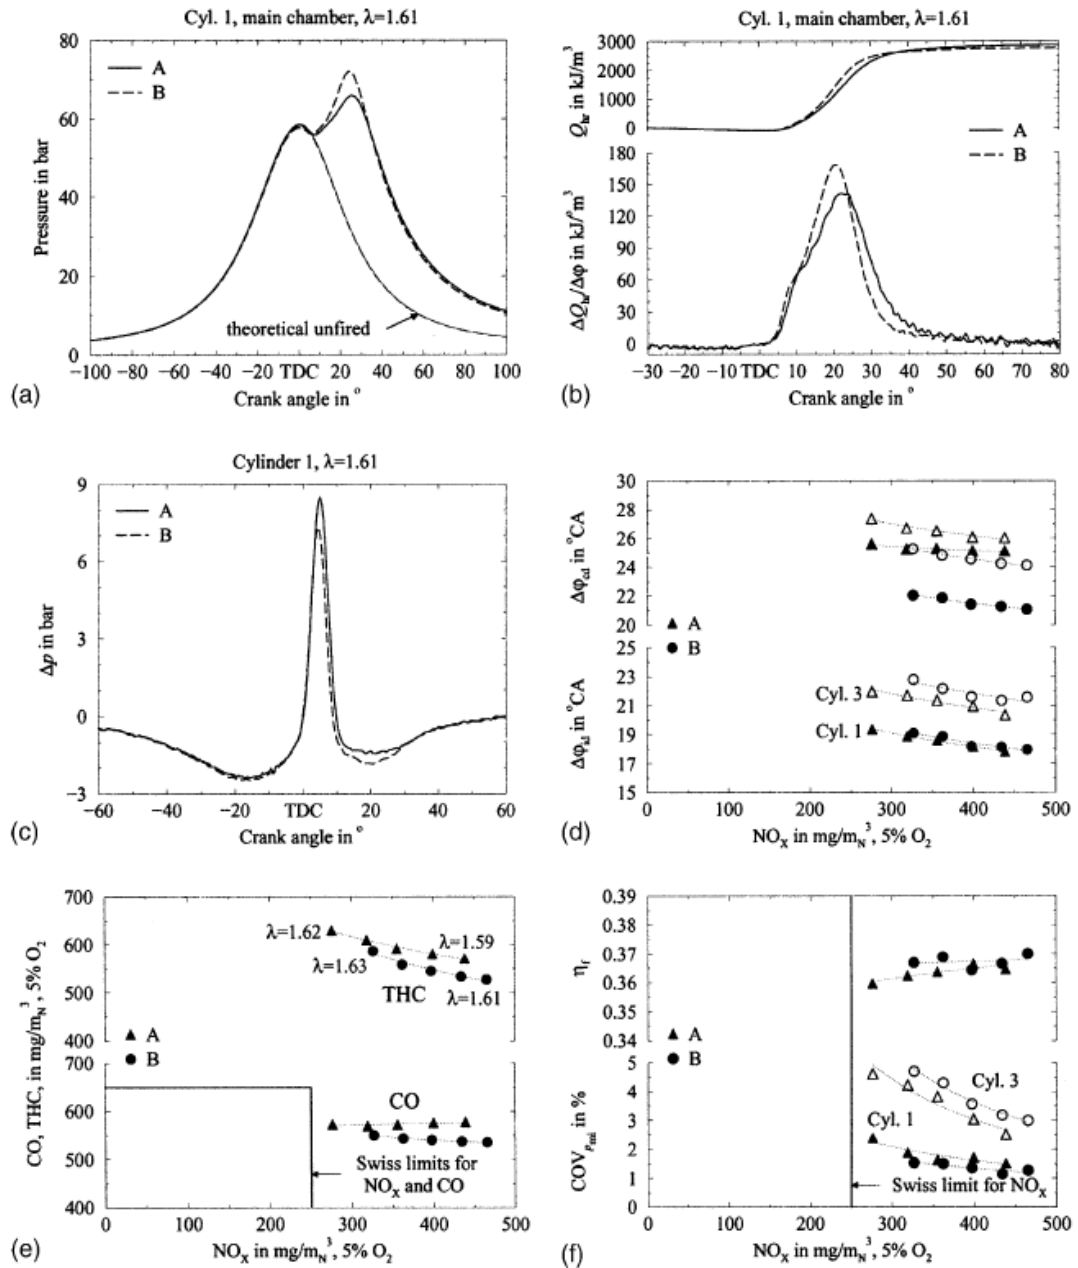 Cyl. 1, main chamber, λ=1.61
80
60
40
20
0
Pressure in bar
A
B
theoretical unfired
−100 −80 −60 −40 −20 TDC 20 40 60 80 100
Crank angle in °
(a)
Cyl. 1, main chamber, λ=1.61
3000
2000
1000
0
Q_hr in kJ/m³
A
B
180
150
120
90
60
30
0
ΔQ_hr/Δφ in kJ/°m³
−30 −20 −10 TDC 10 20 30 40 50 60 70 80
Crank angle in °
(b)
Cylinder 1, λ=1.61
9
6
3
0
−3
Δp in bar
A
B
−60 −40 −20 TDC 20 40 60
Crank angle in °
(c)
30
28
26
24
22
20
Δφ_cd in °CA
A
B
25
23
21
19
17
15
Δφ_id in °CA
Cyl. 3
Cyl. 1
0 100 200 300 400 500
NO_X in mg/m_N³, 5% O₂
(d)
700
600
500
400
CO, THC, in mg/m_N³, 5% O₂
λ=1.62
λ=1.59
λ=1.63
THC
λ=1.61
A
B
700
600
500
400
CO
Swiss limits for
NO_X and CO
0 100 200 300 400 500
NO_X in mg/m_N³, 5% O₂
(e)
0.39
0.38
0.37
0.36
0.35
0.34
η_f
A
B
5
4
3
2
1
0
COV_pmi in %
Cyl. 3
Cyl. 1
Swiss limit for NO_X
0 100 200 300 400 500
NO_X in mg/m_N³, 5% O₂
(f)